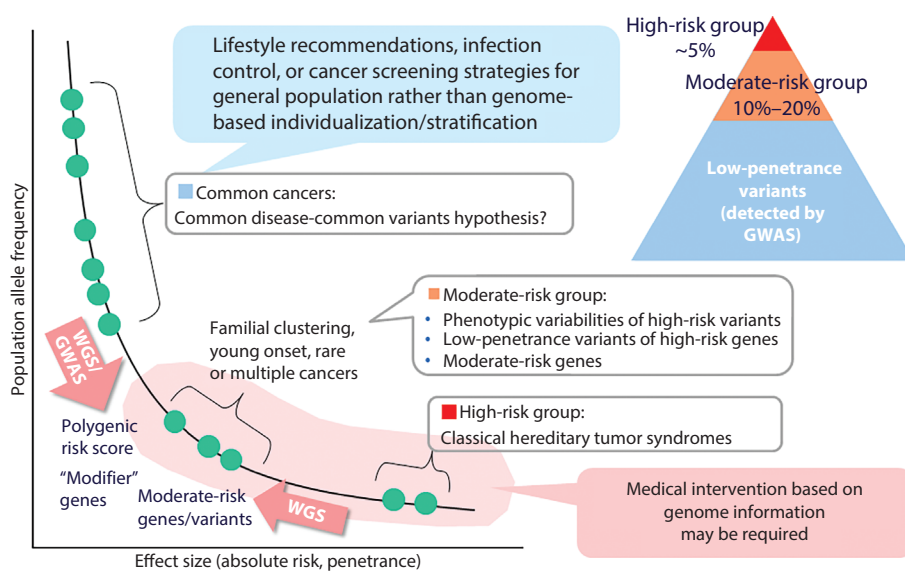 Lifestyle recommendations, infection
control, or cancer screening strategies for
general population rather than genome-
based individualization/stratification
High-risk group
~5%
Moderate-risk group
10%–20%
Low-penetrance
variants
(detected by
GWAS)
Common cancers:
Common disease-common variants hypothesis?
Population allele frequency
Moderate-risk group:
• Phenotypic variabilities of high-risk variants
• Low-penetrance variants of high-risk genes
• Moderate-risk genes
Familial clustering,
young onset, rare
or multiple cancers
WGS/
GWAS
High-risk group:
Classical hereditary tumor syndromes
Polygenic
risk score
"Modifier"
genes
Moderate-risk
genes/variants
WGS
Medical intervention based on
genome information
may be required
Effect size (absolute risk, penetrance)